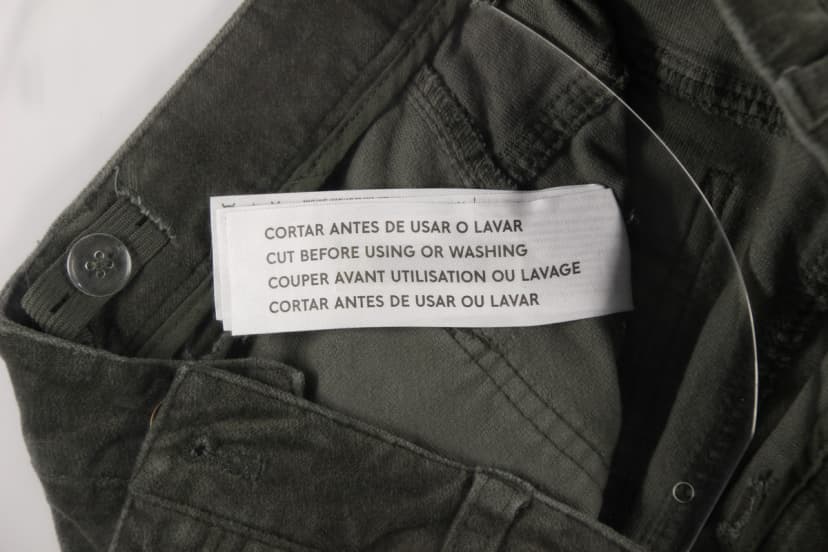 CORTAR ANTES DE USAR O LAVAR
CUT BEFORE USING OR WASHING
COUPER AVANT UTILISATION OU LAVAGE
CORTAR ANTES DE USAR OU LAVAR